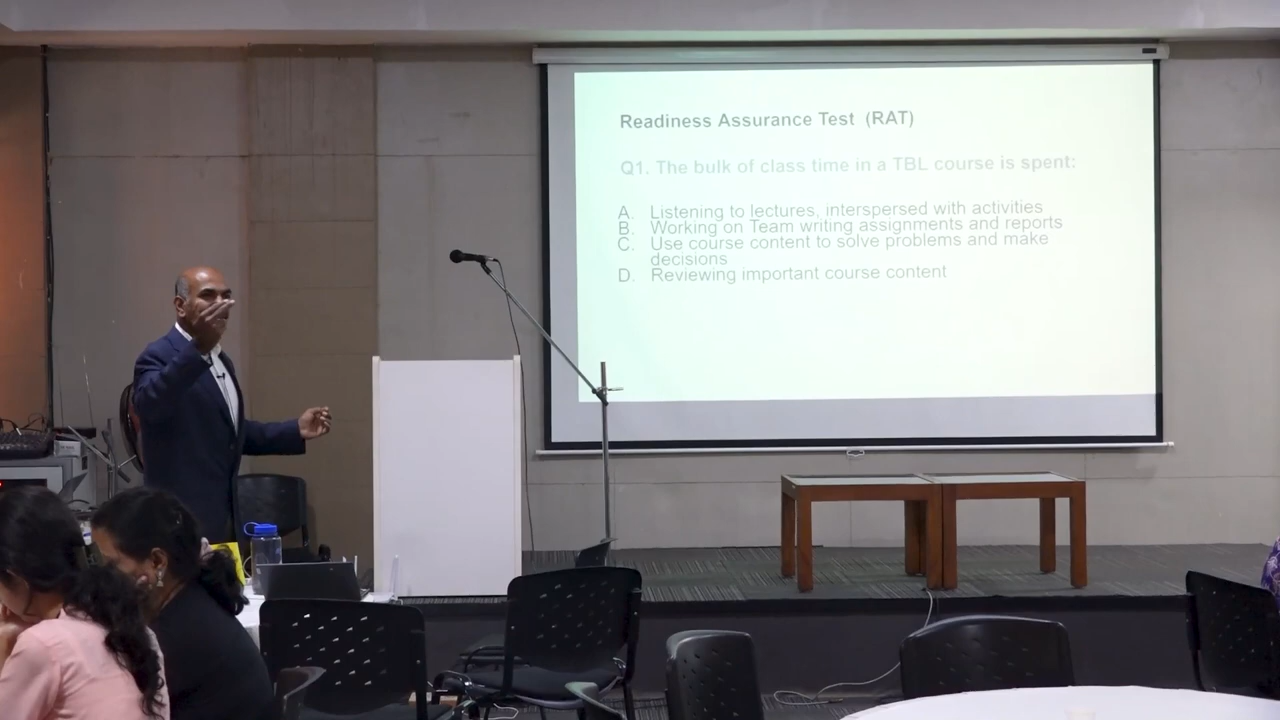 Readiness Assurance Test (RAT)
Q1. The bulk of class time in a TBL course is spent:
A. Listening to lectures, interspersed with activities
B. Working on Team writing assignments and reports
C. Use course content to solve problems and make
decisions
D. Reviewing important course content